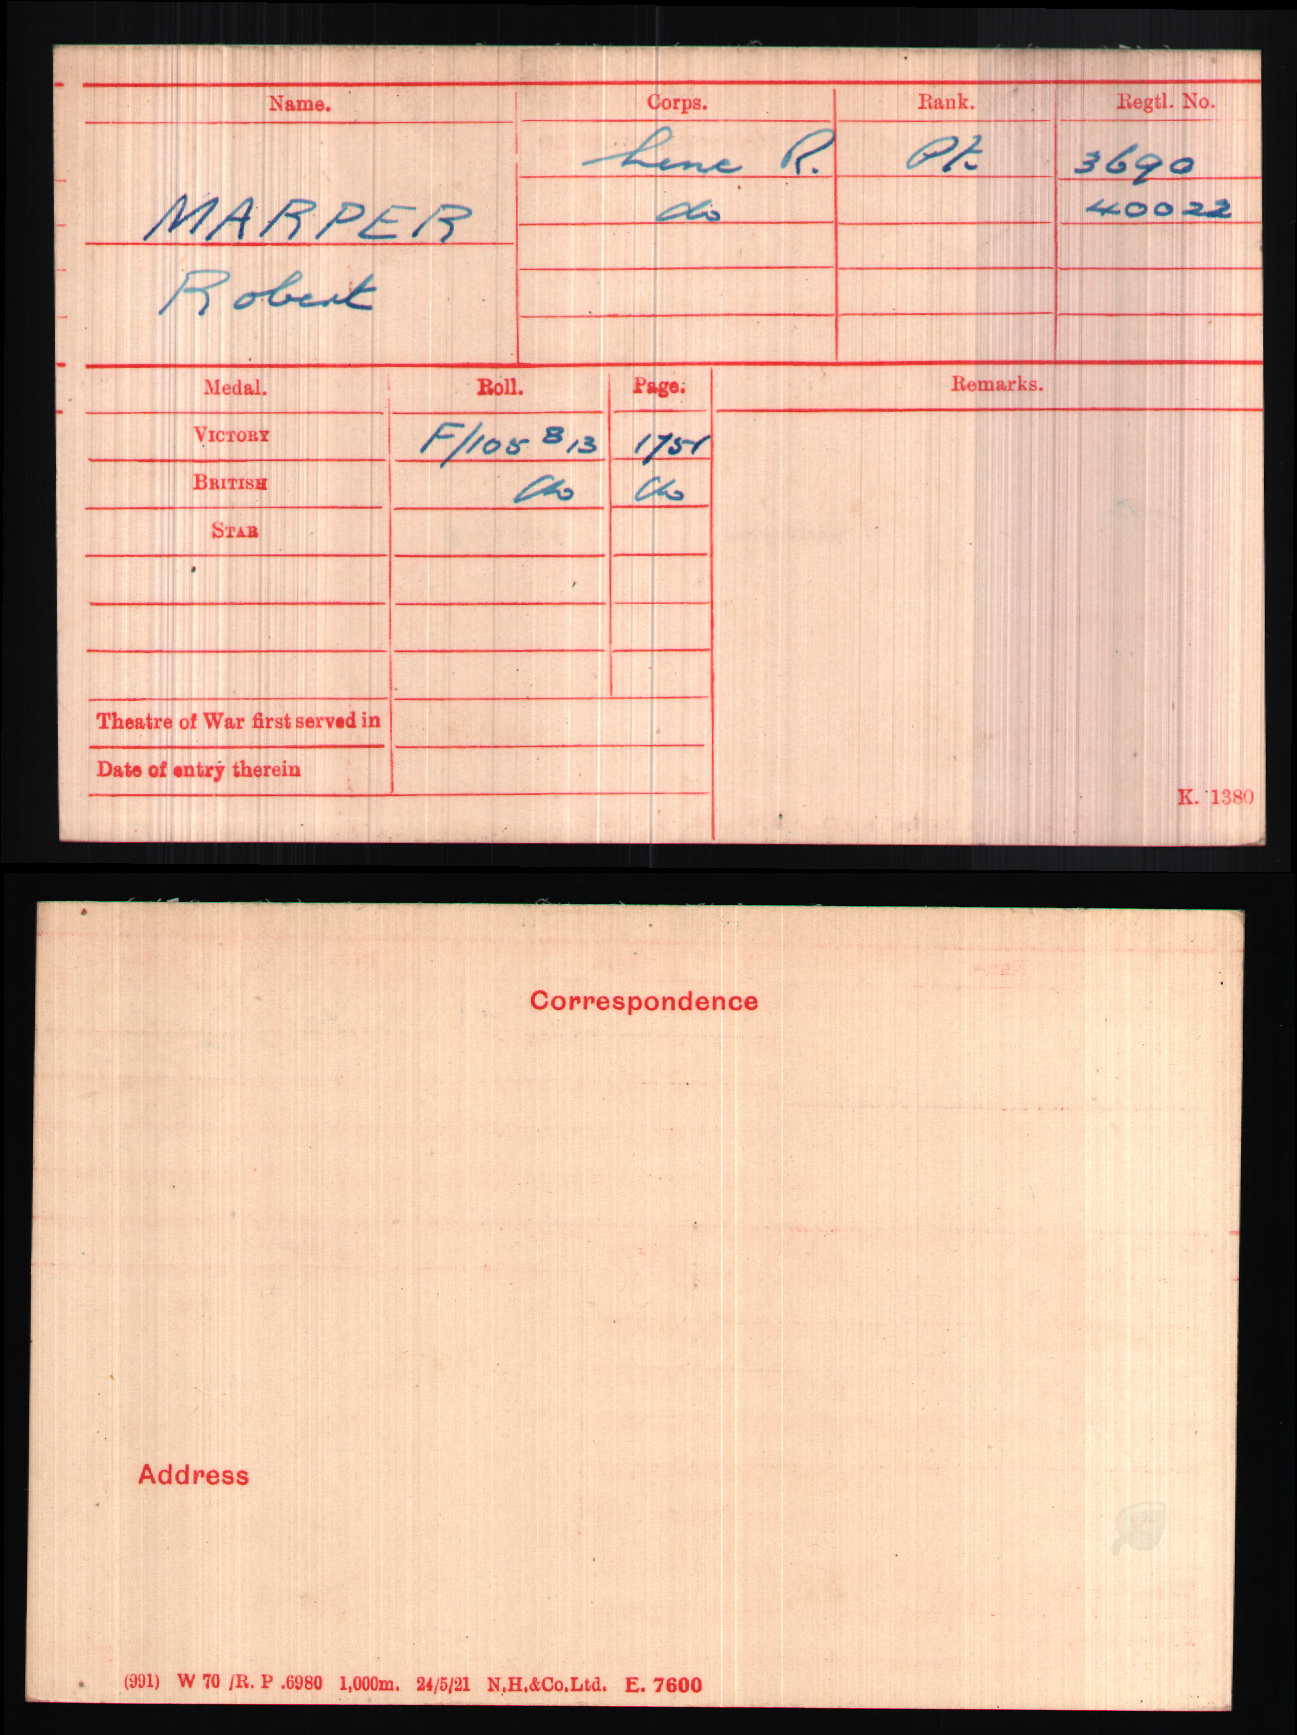 Name. Corps. Rank. Regtl. No.
Linc R. Pt. 3690
MARPER do 40022
Robert
Medal. Roll. Page. Remarks.
VICTORY F/105 B 13 1751
BRITISH do do
STAR
Theatre of War first served in
Date of entry therein
K. 1380
Correspondence
Address
(991) W 70 /R. P .6980 1,000m. 24/5/21 N.H.&Co.Ltd. E. 7600